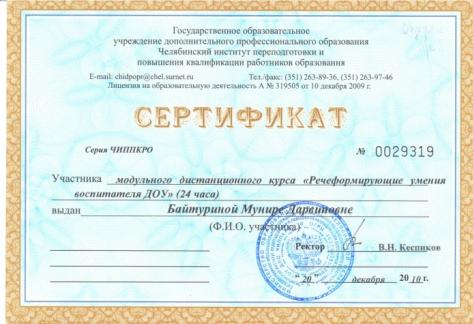 Государственное образовательное
учреждение дополнительного профессионального образования
Челябинский институт переподготовки и
повышения квалификации работников образования
E-mail: chidpopr@chel.surnet.ru Тел./факс: (351) 263-89-36, (351) 263-97-46
Лицензия на образовательную деятельность А № 319505 от 10 декабря 2009 г.
СЕРТИФИКАТ
Серия ЧИППКРО № 0029319
Участника модульного дистанционного курса «Речеформирующие умения
воспитателя ДОУ» (24 часа)
выдан Байтуриной Мунире Дарвиновне
(Ф.И.О. участника)
Ректор В.Н. Кеспиков
"20" декабря 2010 г.